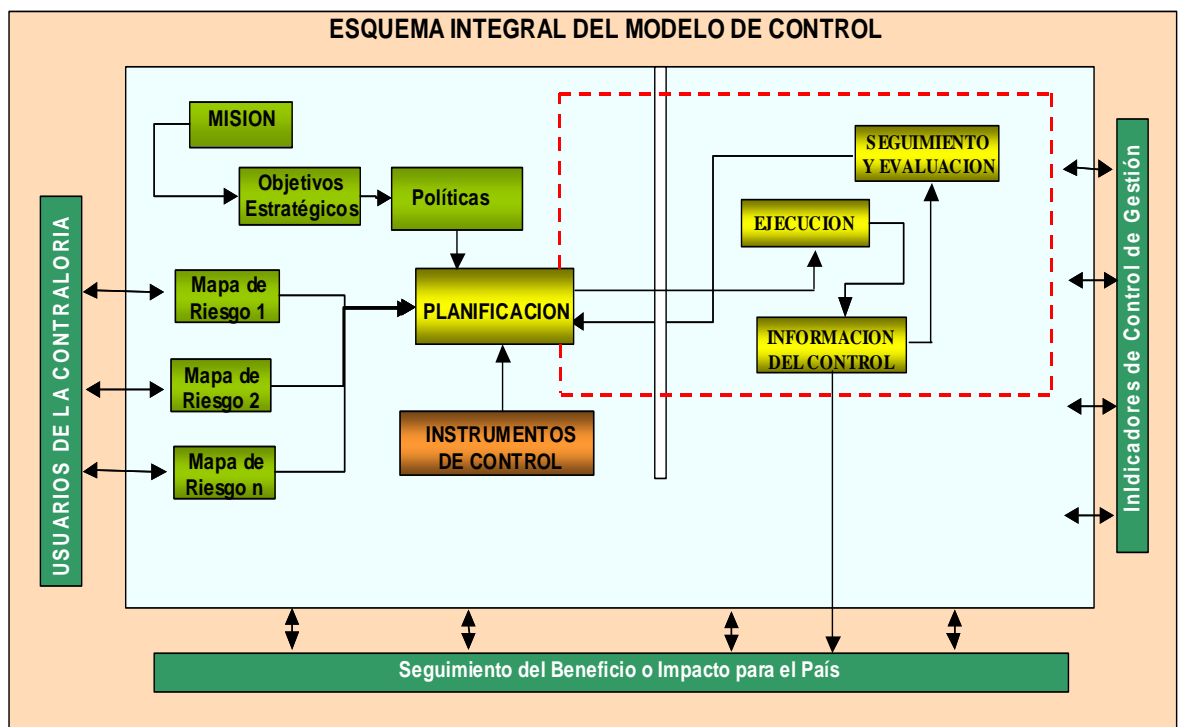 ESQUEMA INTEGRAL DEL MODELO DE CONTROL
MISION
Objetivos
Estratégicos
Políticas
SEGUIMIENTO
Y EVALUACION
EJECUCION
USUARIOS DE LA CONTRALORIA
Mapa de
Riesgo 1
PLANIFICACION
INFORMACION
DEL CONTROL
Mapa de
Riesgo 2
INSTRUMENTOS
DE CONTROL
Mapa de
Riesgo n
InIdicadores de Control de Gestión
Seguimiento del Beneficio o Impacto para el País